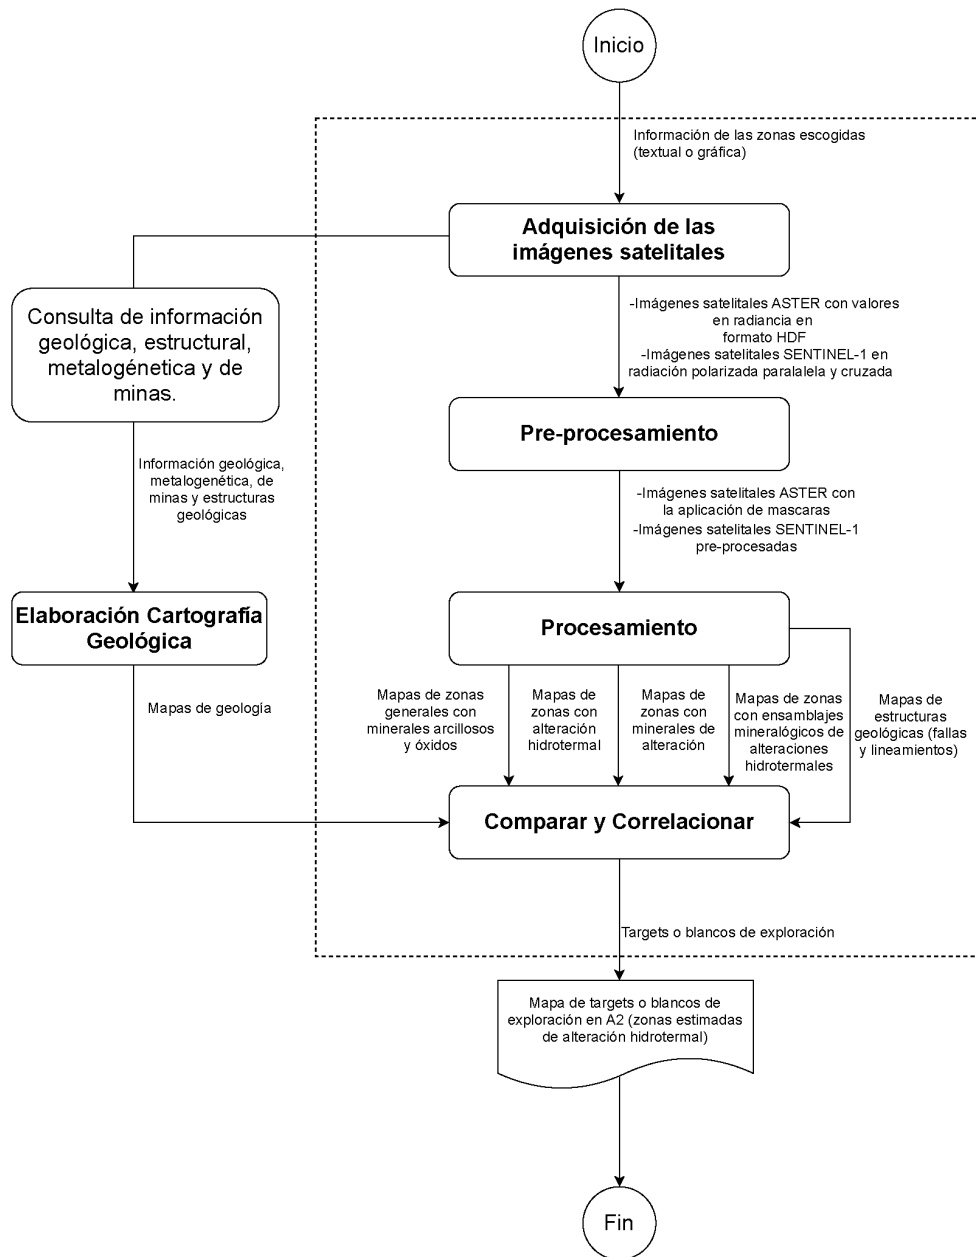 Inicio
Información de las zonas escogidas
(textual o gráfica)
Adquisición de las
imágenes satelitales
-Imágenes satelitales ASTER con valores
en radiancia en
formato HDF
-Imágenes satelitales SENTINEL-1 en
radiación polarizada paralalela y cruzada
Consulta de información
geológica, estructural,
metalogénetica y de
minas.
Pre-procesamiento
Información geológica,
metalogenética, de
minas y estructuras
geológicas
-Imágenes satelitales ASTER con
la aplicación de mascaras
-Imágenes satelitales SENTINEL-1
pre-procesadas
Elaboración Cartografía
Geológica
Procesamiento
Mapas de geología
Mapas de zonas
generales con
minerales arcillosos
y óxidos
Mapas de
zonas con
alteración
hidrotermal
Mapas de
zonas con
minerales de
alteración
Mapas de zonas
con ensamblajes
mineralógicos de
alteraciones
hidrotermales
Mapas de
estructuras
geológicas (fallas
y lineamientos)
Comparar y Correlacionar
Targets o blancos de exploración
Mapa de targets o blancos de
exploración en A2 (zonas estimadas
de alteración hidrotermal)
Fin